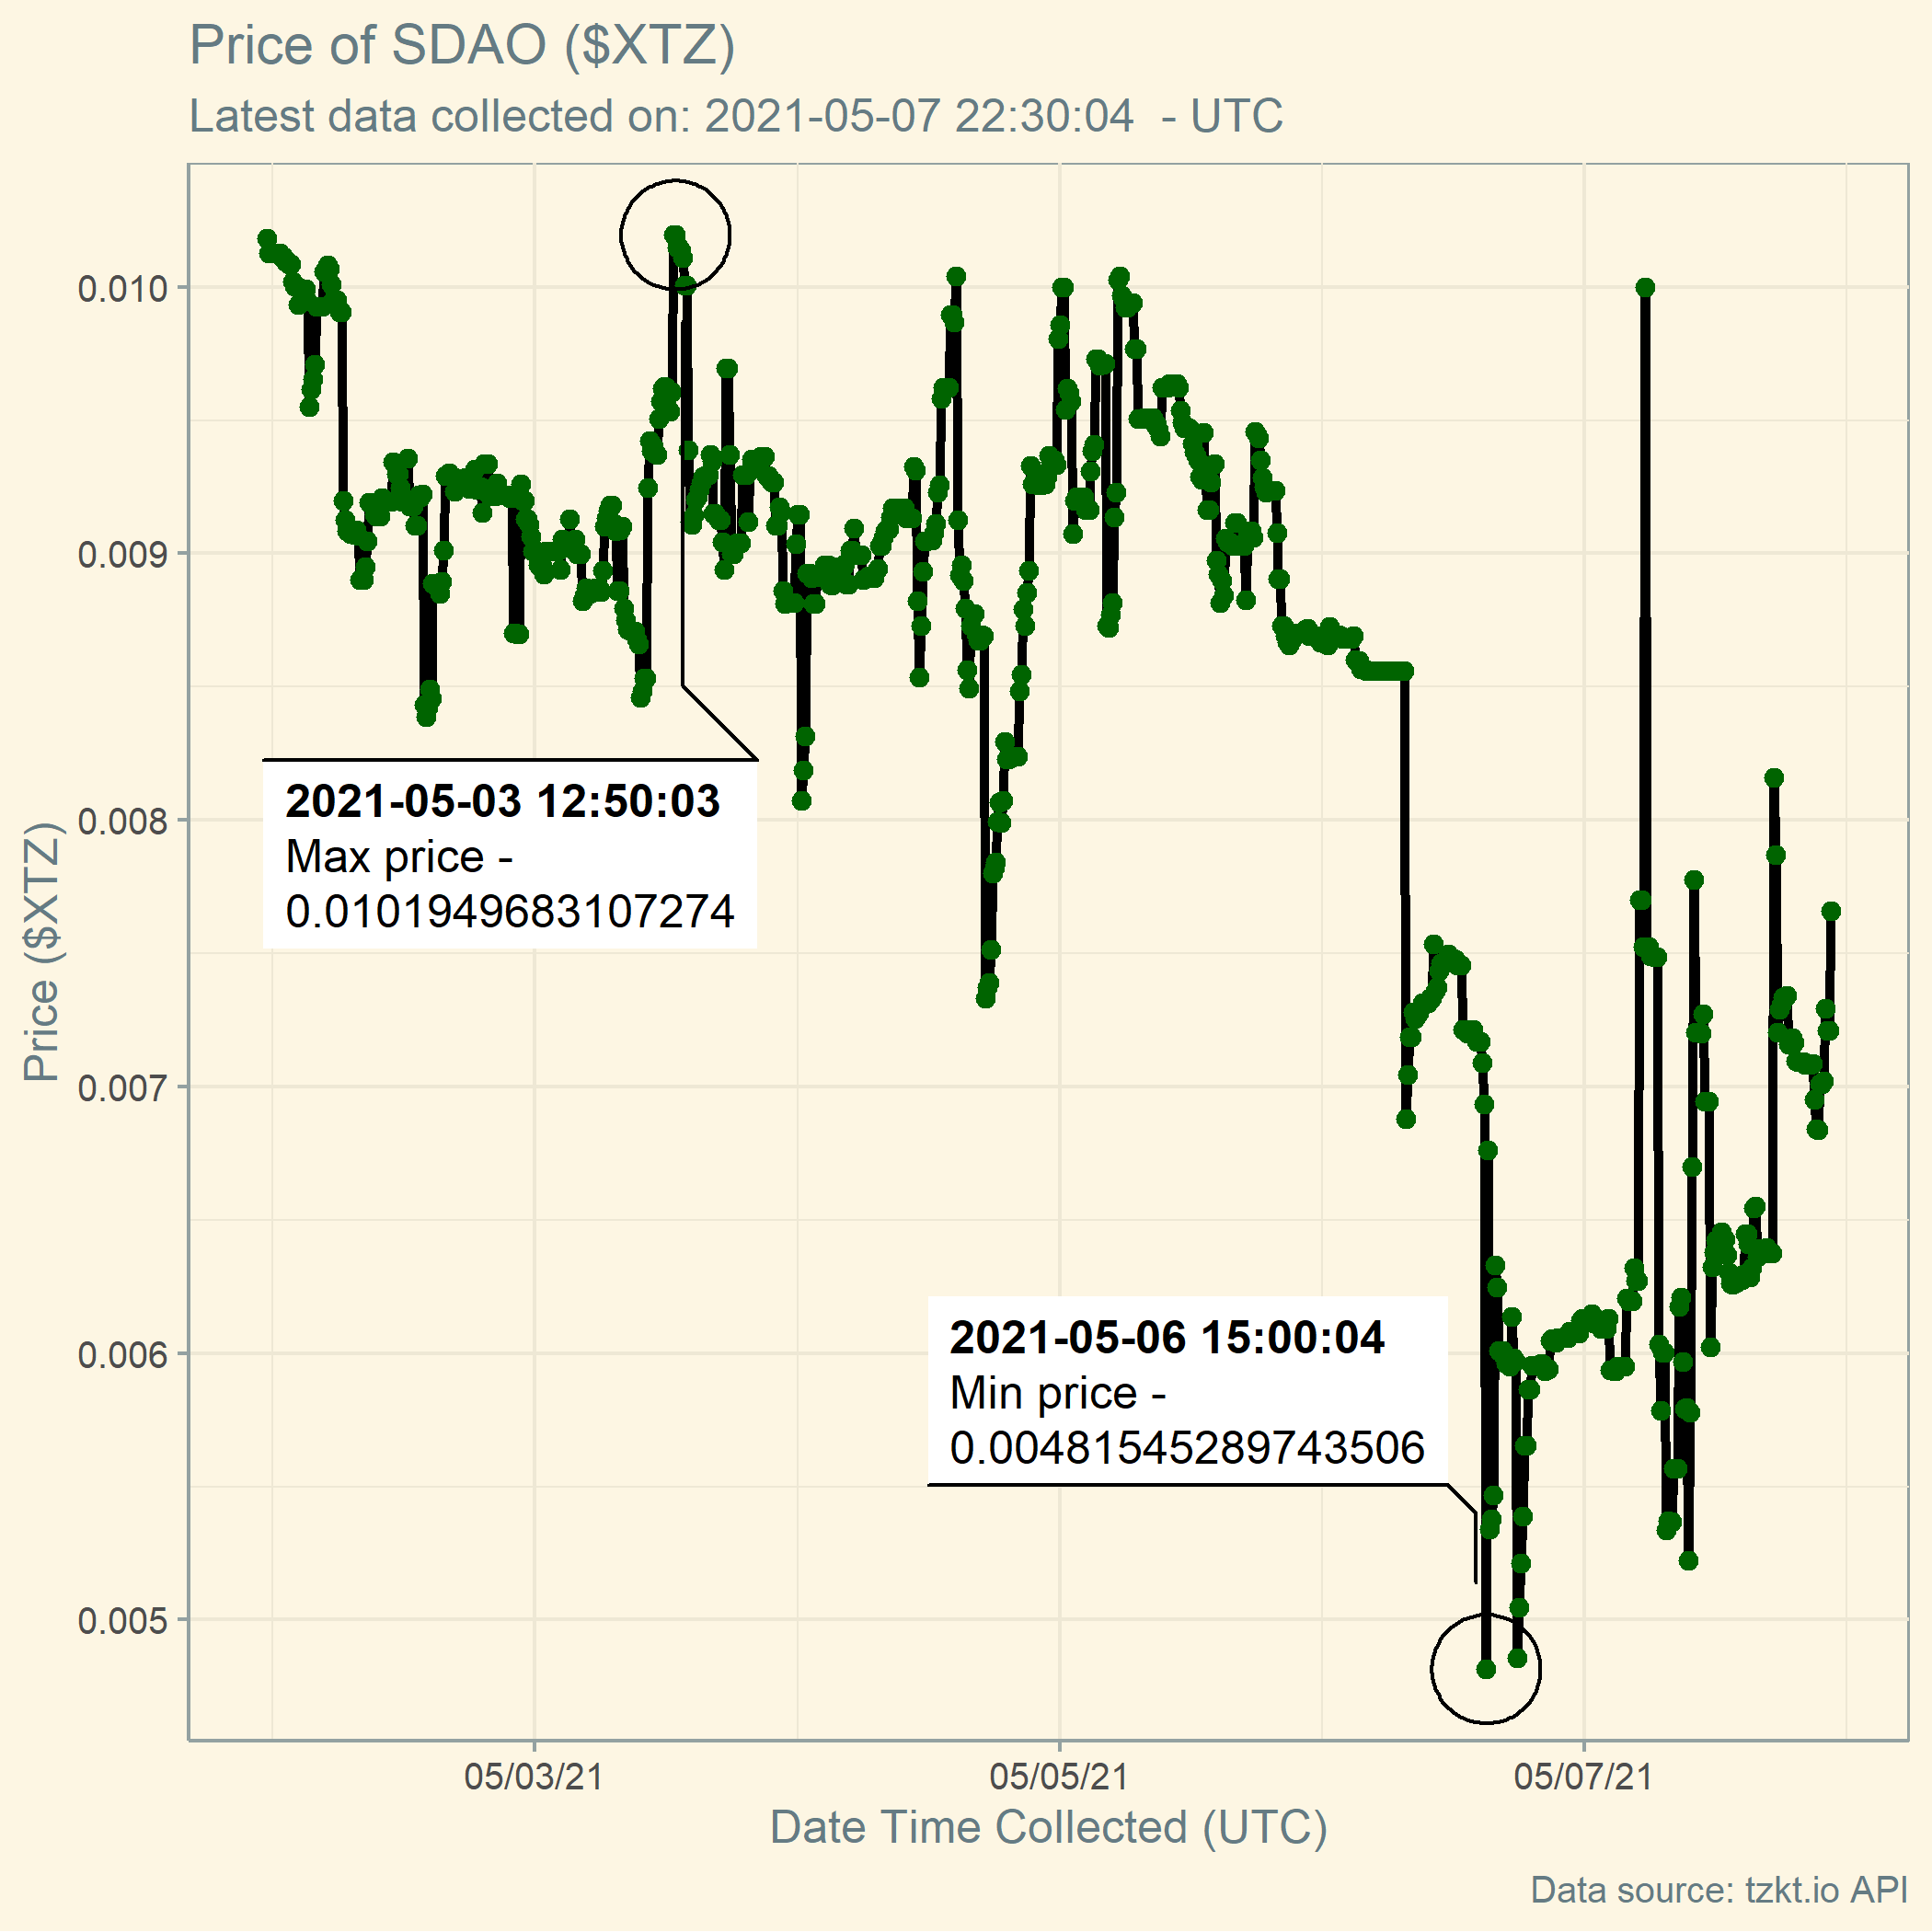 Price of SDAO ($XTZ)
Latest data collected on: 2021-05-07 22:30:04  - UTC
Price ($XTZ)
0.010
0.009
0.008
0.007
0.006
0.005
2021-05-03 12:50:03
Max price -
0.0101949683107274
2021-05-06 15:00:04
Min price -
0.00481545289743506
05/03/21
05/05/21
05/07/21
Date Time Collected (UTC)
Data source: tzkt.io API